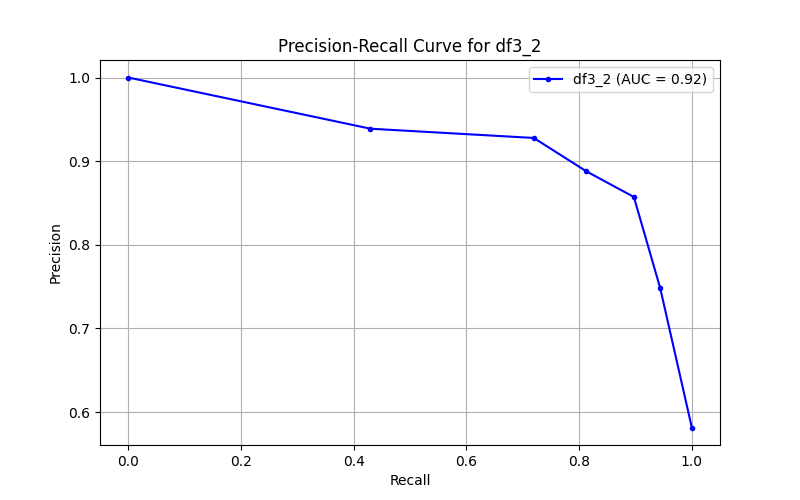 Precision-Recall Curve for df3_2
df3_2 (AUC = 0.92)
Precision
1.0
0.9
0.8
0.7
0.6
0.0 0.2 0.4 0.6 0.8 1.0
Recall